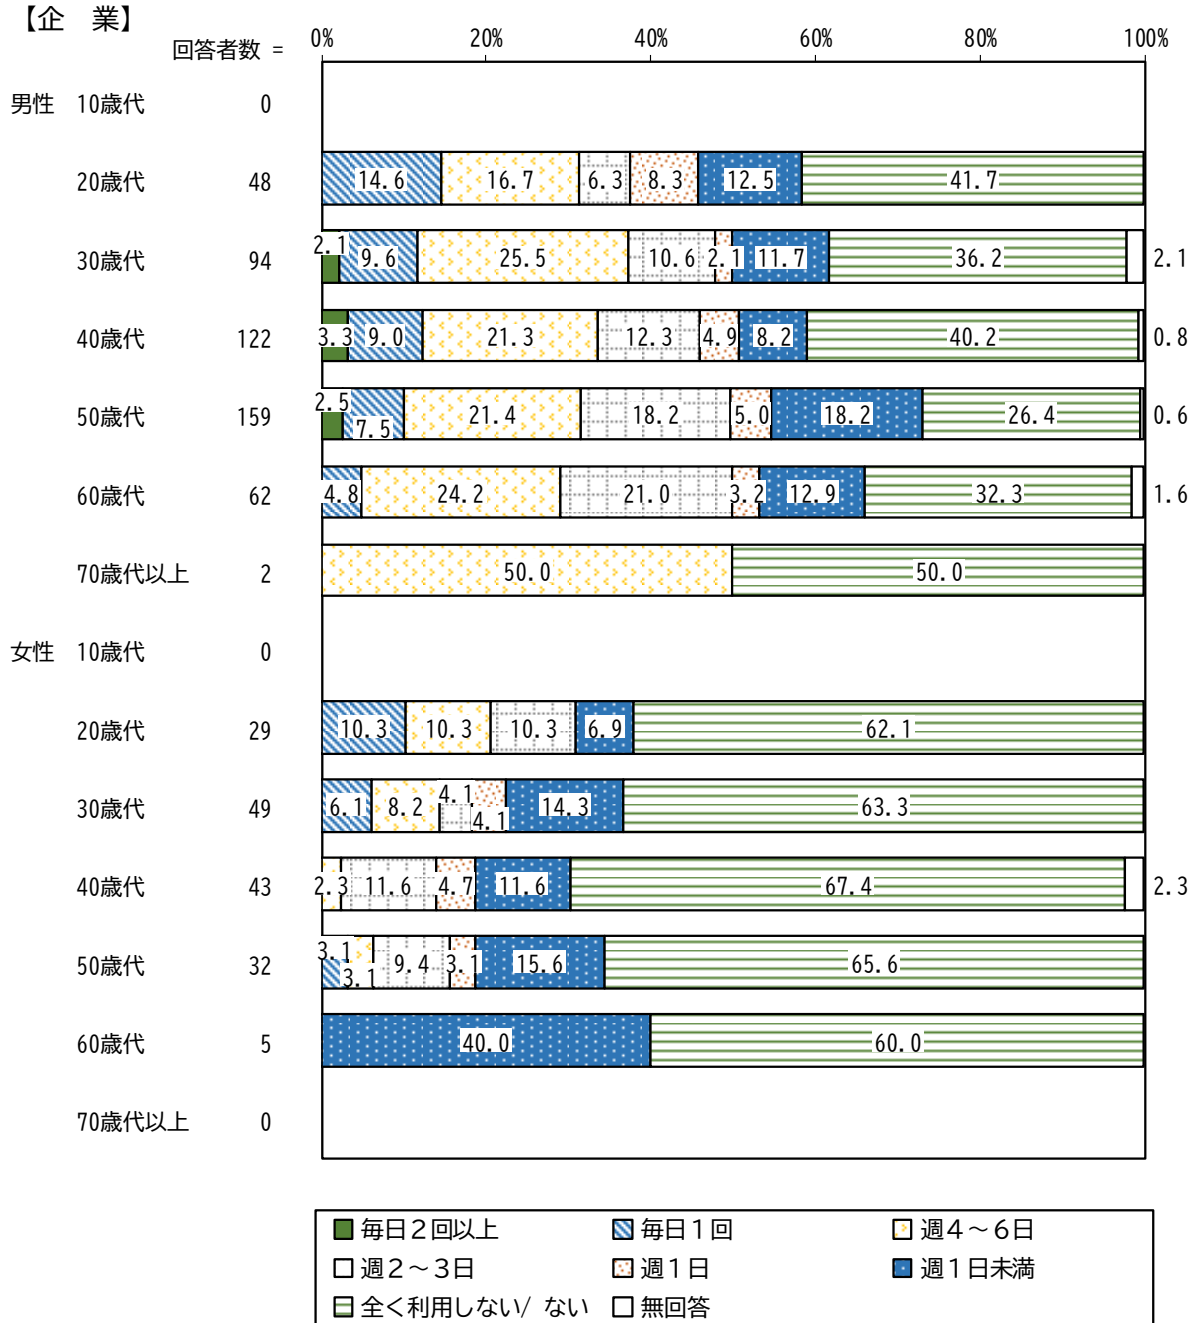 【企　業】
回答者数 =
0% 20% 40% 60% 80% 100%
男性 10歳代 0
20歳代 48 14.6 16.7 6.3 8.3 12.5 41.7
30歳代 94 2.1 9.6 25.5 10.6 2.1 11.7 36.2 2.1
40歳代 122 3.3 9.0 21.3 12.3 4.9 8.2 40.2 0.8
50歳代 159 2.5 7.5 21.4 18.2 5.0 18.2 26.4 0.6
60歳代 62 4.8 24.2 21.0 3.2 12.9 32.3 1.6
70歳代以上 2 50.0 50.0
女性 10歳代 0
20歳代 29 10.3 10.3 10.3 6.9 62.1
30歳代 49 6.1 8.2 4.1 4.1 14.3 63.3
40歳代 43 2.3 11.6 4.7 11.6 67.4 2.3
50歳代 32 3.1 3.1 9.4 3.1 15.6 65.6
60歳代 5 40.0 60.0
70歳代以上 0
毎日２回以上 毎日１回 週４～６日
週２～３日 週１日 週１日未満
全く利用しない/ ない 無回答